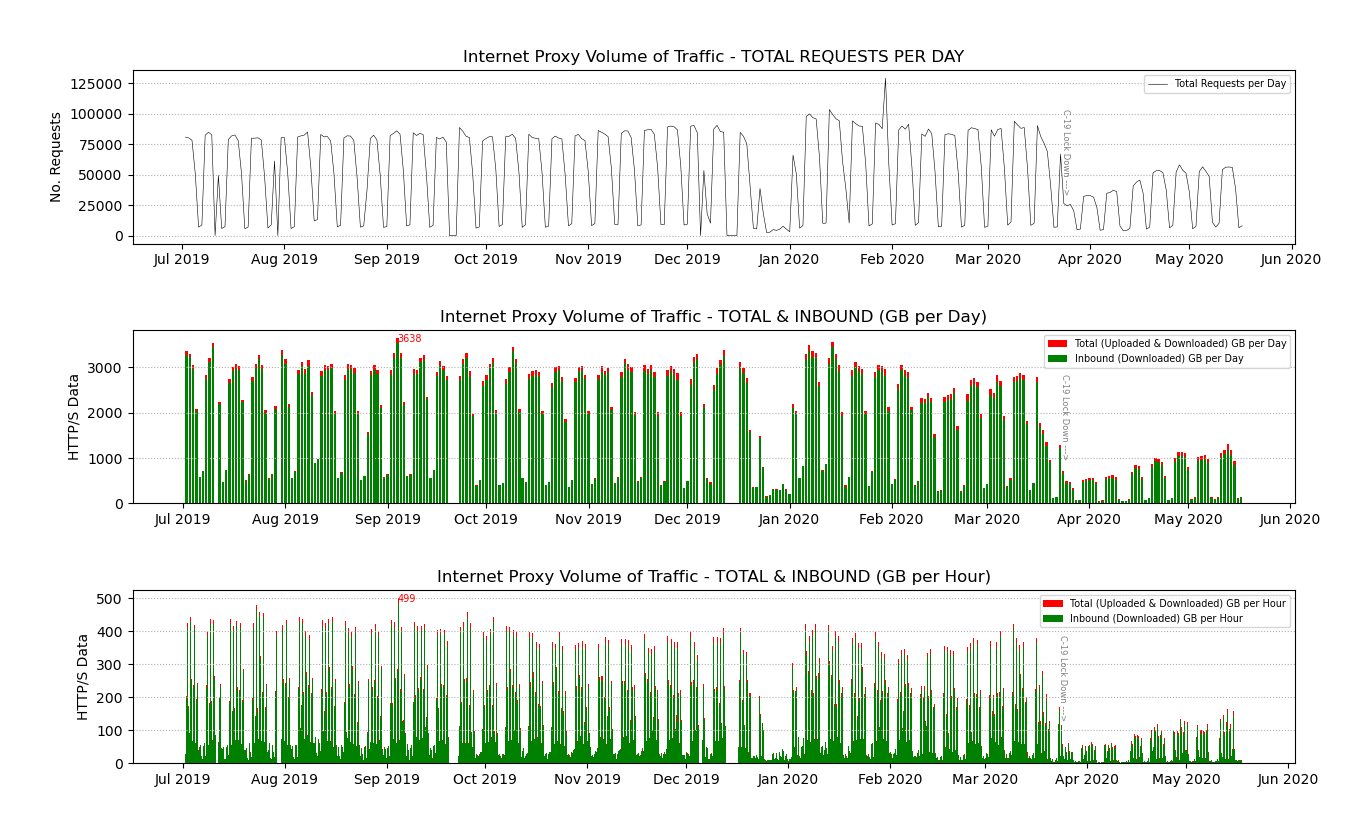 Internet Proxy Volume of Traffic - TOTAL REQUESTS PER DAY
No. Requests
125000
100000
75000
50000
25000
0
Total Requests per Day
C-19 Lock Down --->
Jul 2019 Aug 2019 Sep 2019 Oct 2019 Nov 2019 Dec 2019 Jan 2020 Feb 2020 Mar 2020 Apr 2020 May 2020 Jun 2020
Internet Proxy Volume of Traffic - TOTAL & INBOUND (GB per Day)
HTTP/S Data
3000
2000
1000
0
3638
Total (Uploaded & Downloaded) GB per Day
Inbound (Downloaded) GB per Day
C-19 Lock Down --->
Jul 2019 Aug 2019 Sep 2019 Oct 2019 Nov 2019 Dec 2019 Jan 2020 Feb 2020 Mar 2020 Apr 2020 May 2020 Jun 2020
Internet Proxy Volume of Traffic - TOTAL & INBOUND (GB per Hour)
HTTP/S Data
500
400
300
200
100
0
499
Total (Uploaded & Downloaded) GB per Hour
Inbound (Downloaded) GB per Hour
C-19 Lock Down --->
Jul 2019 Aug 2019 Sep 2019 Oct 2019 Nov 2019 Dec 2019 Jan 2020 Feb 2020 Mar 2020 Apr 2020 May 2020 Jun 2020